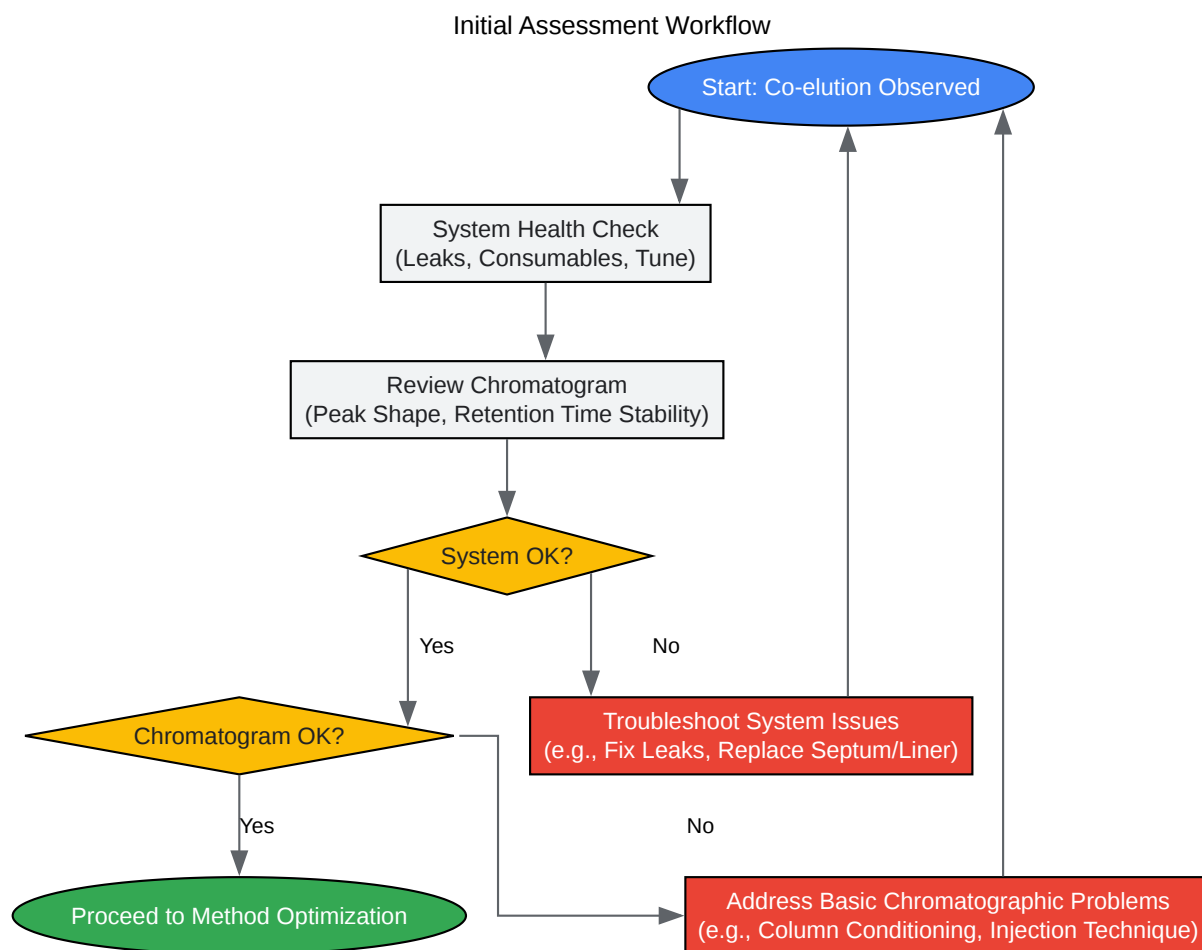 Initial Assessment Workflow
Start: Co-elution Observed
System Health Check
(Leaks, Consumables, Tune)
Review Chromatogram
(Peak Shape, Retention Time Stability)
System OK?
Yes
No
Troubleshoot System Issues
(e.g., Fix Leaks, Replace Septum/Liner)
Chromatogram OK?
Yes
No
Proceed to Method Optimization
Address Basic Chromatographic Problems
(e.g., Column Conditioning, Injection Technique)